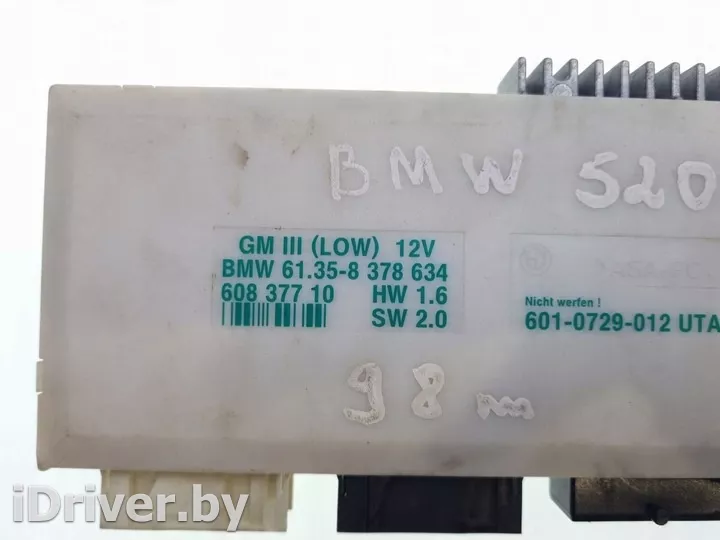 BMW 520
GM III (LOW) 12V
BMW 61.35-8 378 634
608 377 10 HW 1.6
SW 2.0
Nicht werfen !
601-0729-012 UTA
98 m
iDriver.by